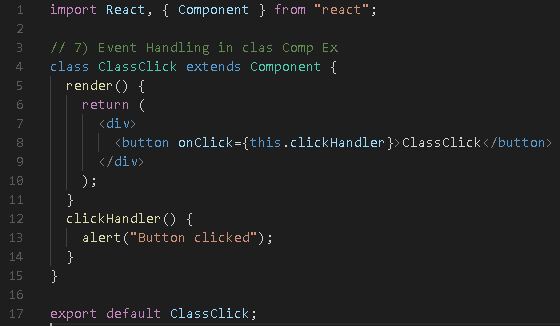 1 import React, { Component } from "react";
2
3 // 7) Event Handling in clas Comp Ex
4 class ClassClick extends Component {
5 render() {
6 return (
7 <div>
8 <button onClick={this.clickHandler}>ClassClick</button>
9 </div>
10 );
11 }
12 clickHandler() {
13 alert("Button clicked");
14 }
15 }
16
17 export default ClassClick;